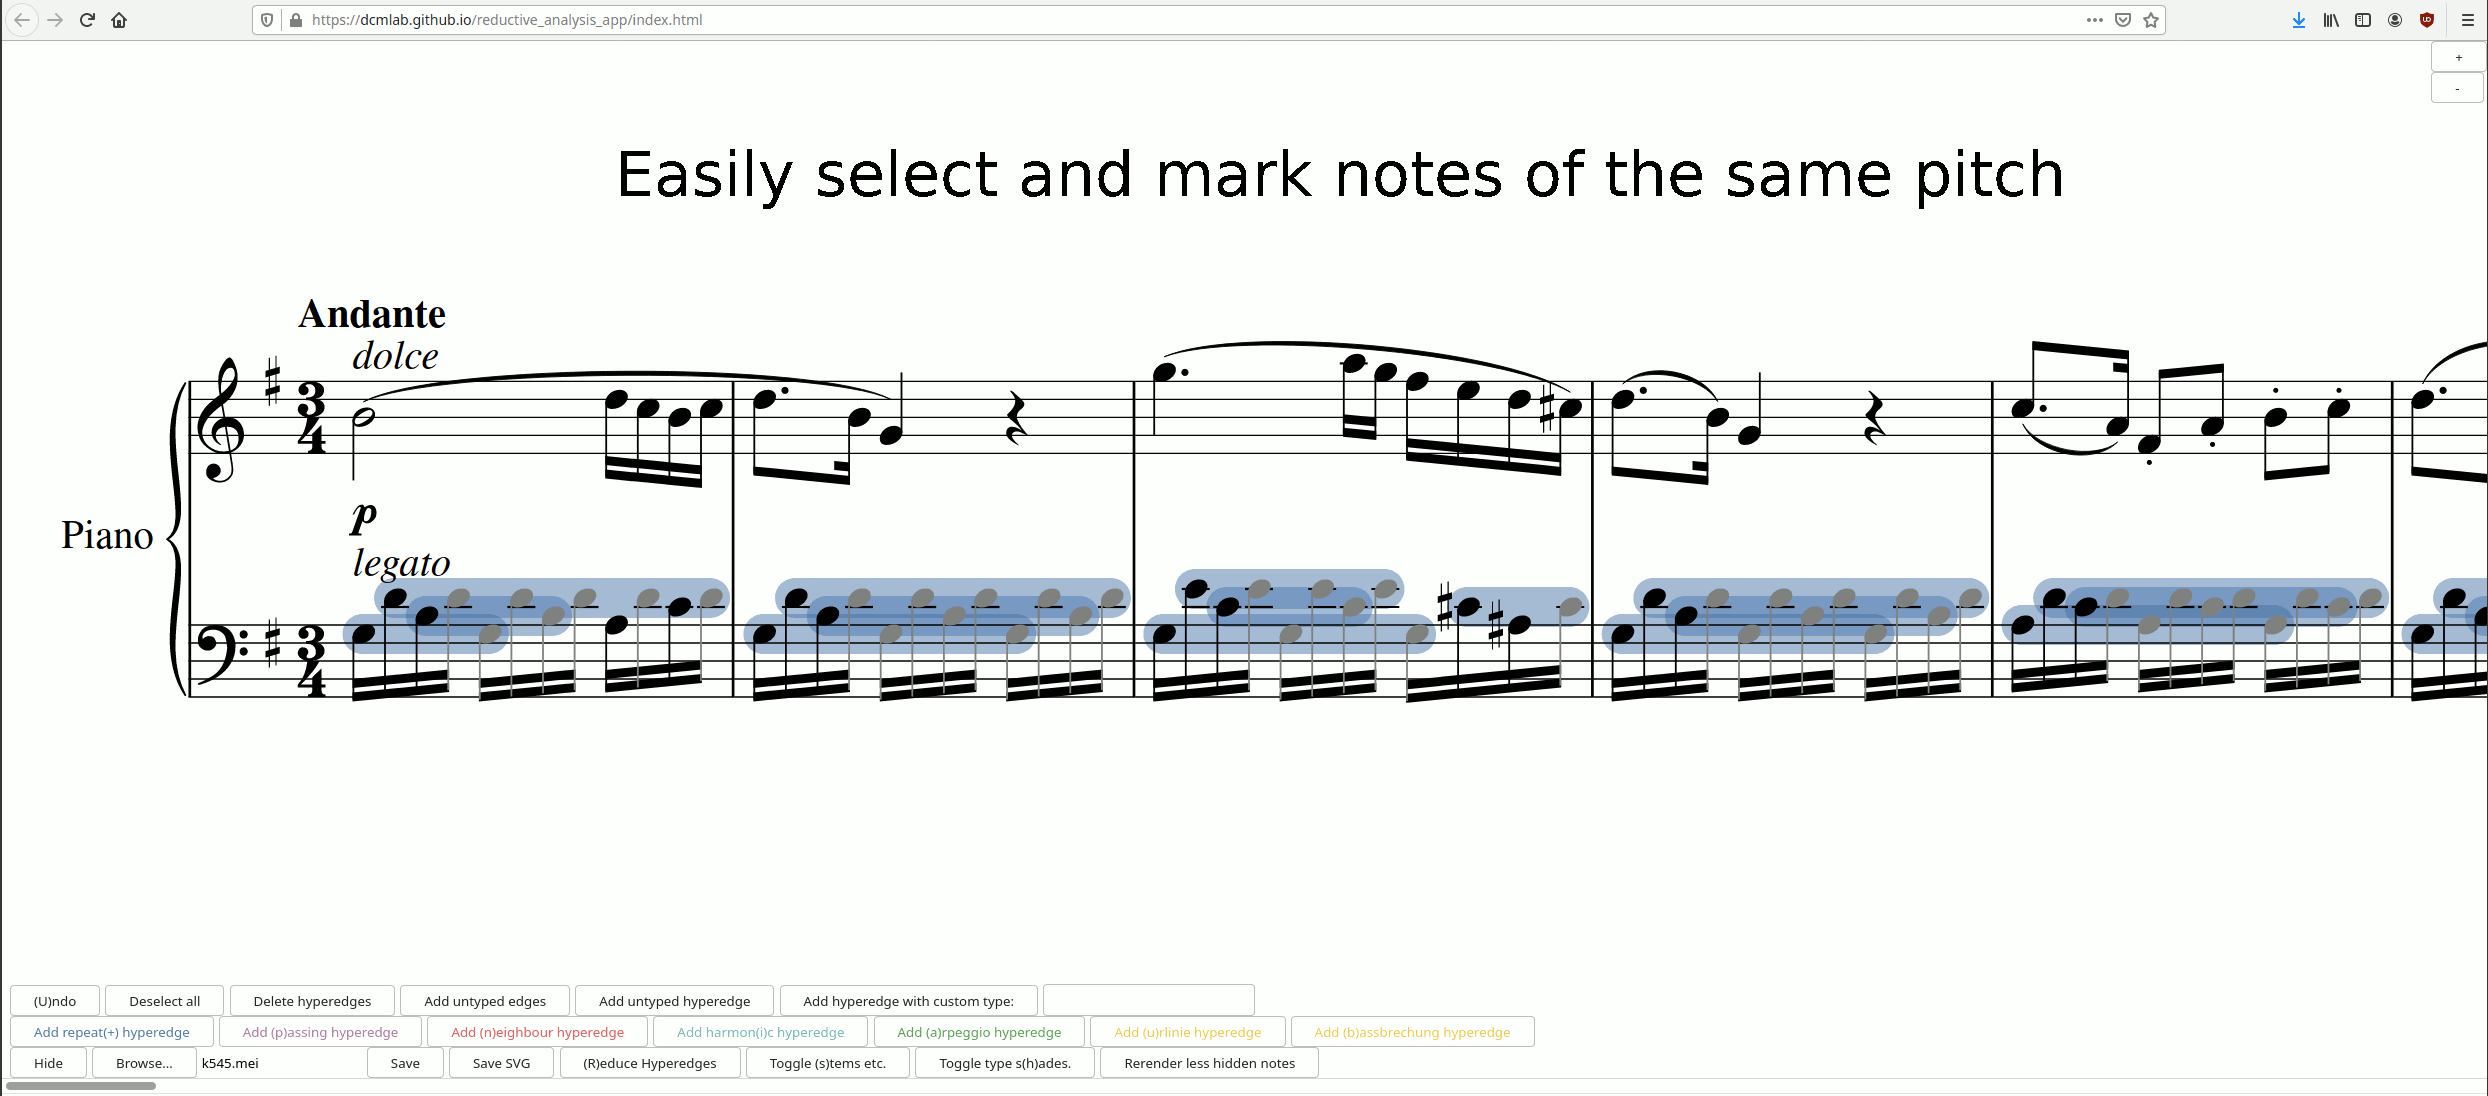 https://dcmlab.github.io/reductive_analysis_app/index.html
+
-
Easily select and mark notes of the same pitch
Andante
dolce
3
4
p
Piano
legato
3
4
(U)ndo Deselect all Delete hyperedges Add untyped edges Add untyped hyperedge Add hyperedge with custom type:
Add repeat(+) hyperedge Add (p)assing hyperedge Add (n)eighbour hyperedge Add harmon(i)c hyperedge Add (a)rpeggio hyperedge Add (u)rlinie hyperedge Add (b)assbrechung hyperedge
Hide Browse... k545.mei Save Save SVG (R)educe Hyperedges Toggle (s)tems etc. Toggle type s(h)ades. Rerender less hidden notes